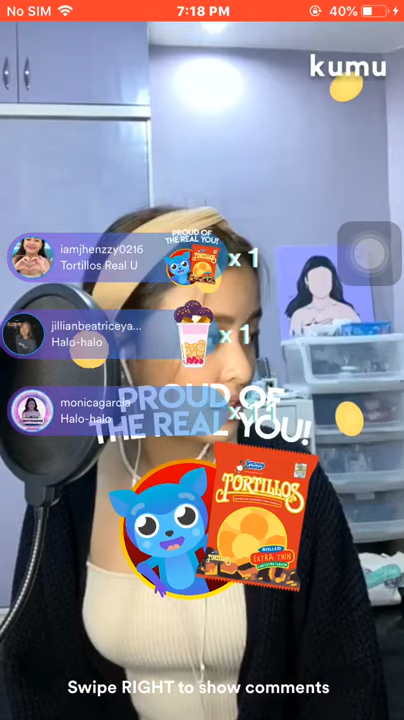 No SIM 7:18 PM 40%
kumu
PROUD OF
THE REAL YOU!
iamjhenzzy0216
Tortillos Real U
x 1
jillianbeatriceya...
Halo-halo
x 1
monicagarcia
Halo-halo
PROUD OF
THE REAL YOU!
TORTILLOS
ROLLED
EXTRA THIN
Swipe RIGHT to show comments